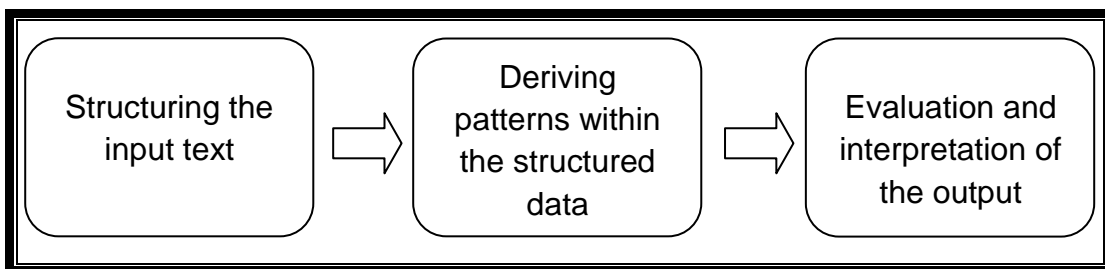 Structuring the
input text
Deriving
patterns within
the structured
data
Evaluation and
interpretation of
the output